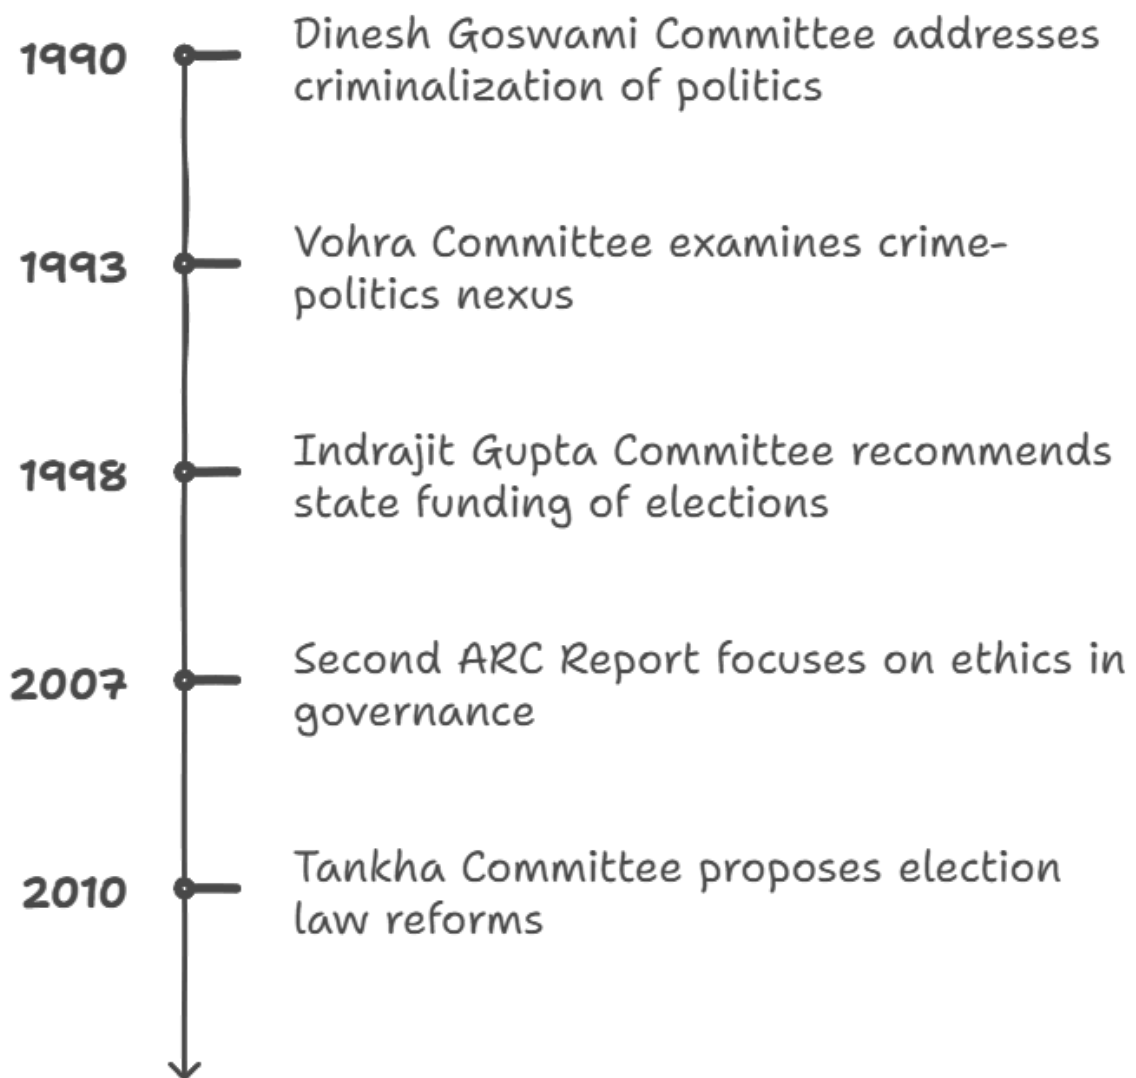 1990
Dinesh Goswami Committee addresses
criminalization of politics
1993
Vohra Committee examines crime-
politics nexus
1998
Indrajit Gupta Committee recommends
state funding of elections
2007
Second ARC Report focuses on ethics in
governance
2010
Tankha Committee proposes election
law reforms